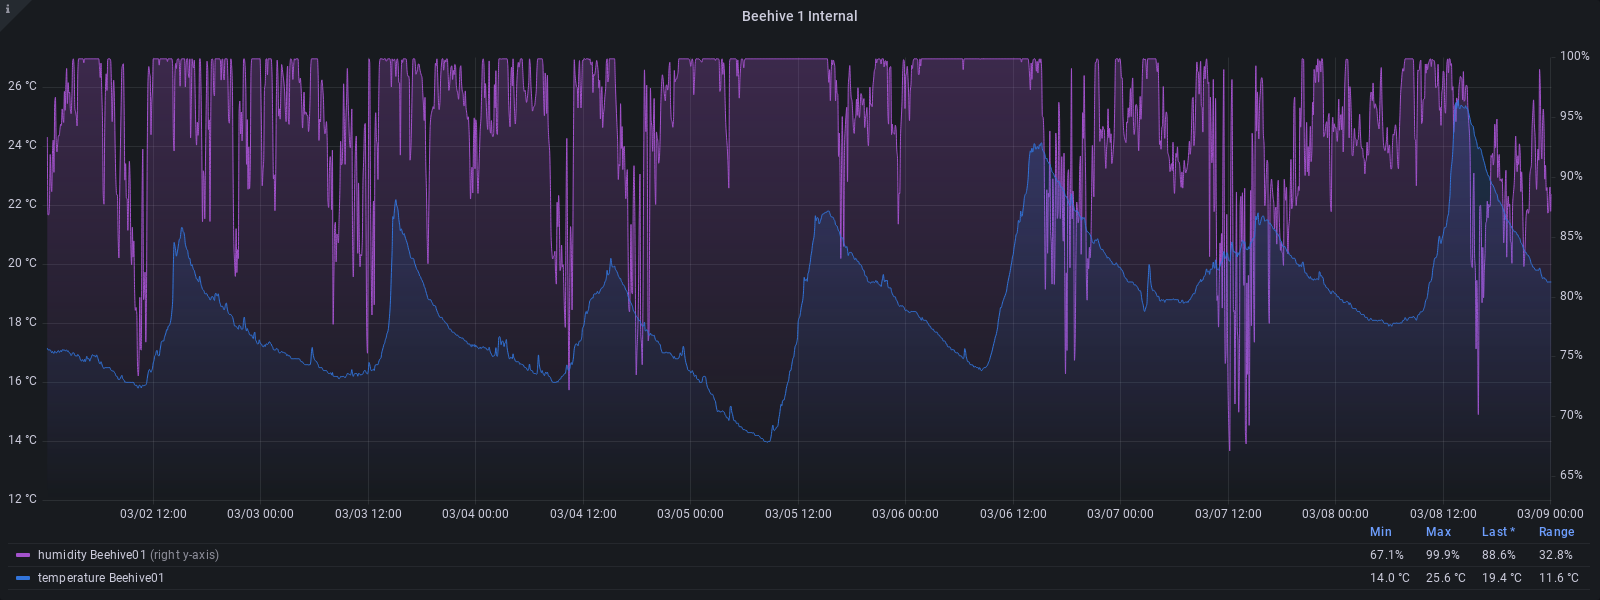 i
Beehive 1 Internal
100%
26 °C
95%
24 °C
90%
22 °C
85%
20 °C
80%
18 °C
75%
16 °C
70%
14 °C
65%
12 °C
03/02 12:00 03/03 00:00 03/03 12:00 03/04 00:00 03/04 12:00 03/05 00:00 03/05 12:00 03/06 00:00 03/06 12:00 03/07 00:00 03/07 12:00 03/08 00:00 03/08 12:00 03/09 00:00
Min Max Last * Range
humidity Beehive01 (right y-axis) 67.1% 99.9% 88.6% 32.8%
temperature Beehive01 14.0 °C 25.6 °C 19.4 °C 11.6 °C